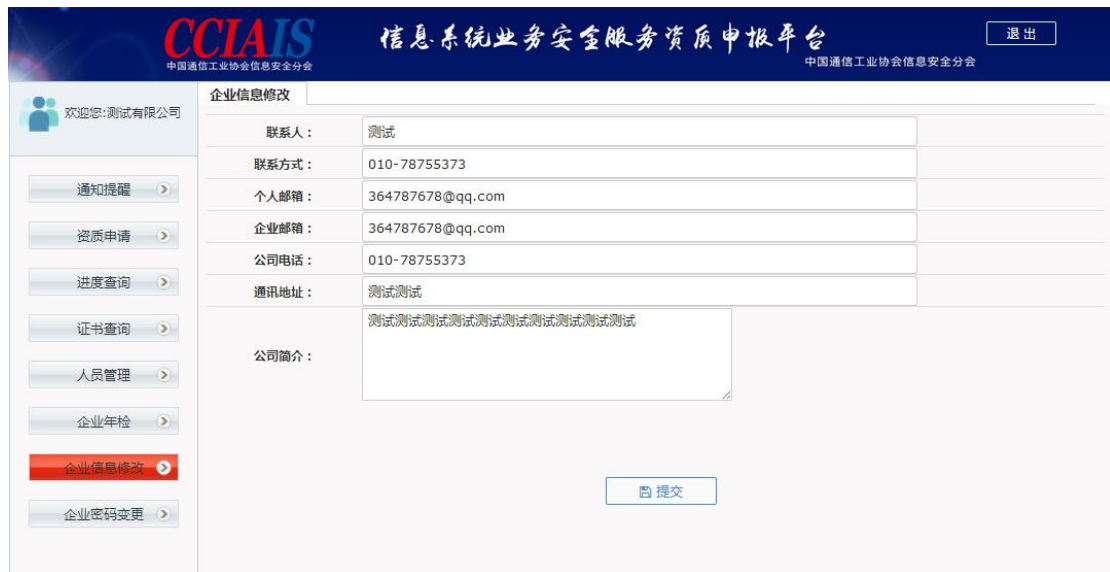 CCIAIS
中国通信工业协会信息安全分会
信息系统业务安全服务资质申报平台
中国通信工业协会信息安全分会
退出
欢迎您:测试有限公司
通知提醒
资质申请
进度查询
证书查询
人员管理
企业年检
企业信息修改
企业密码变更
企业信息修改
联系人： 测试
联系方式： 010-78755373
个人邮箱： 364787678@qq.com
企业邮箱： 364787678@qq.com
公司电话： 010-78755373
通讯地址： 测试测试
公司简介： 测试测试测试测试测试测试测试测试测试测试
提交